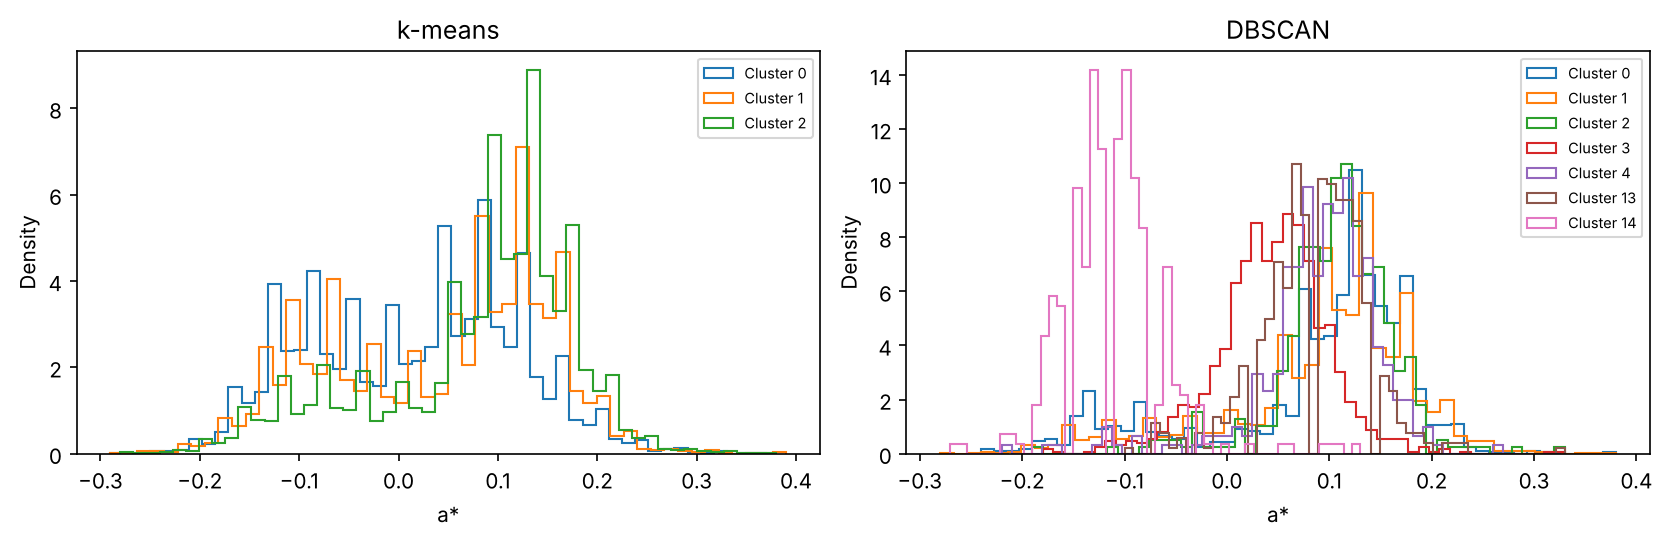 k-means
Density
8
6
4
2
0
−0.3 −0.2 −0.1 0.0 0.1 0.2 0.3 0.4
a*
Cluster 0
Cluster 1
Cluster 2
DBSCAN
Density
14
12
10
8
6
4
2
0
−0.3 −0.2 −0.1 0.0 0.1 0.2 0.3 0.4
a*
Cluster 0
Cluster 1
Cluster 2
Cluster 3
Cluster 4
Cluster 13
Cluster 14